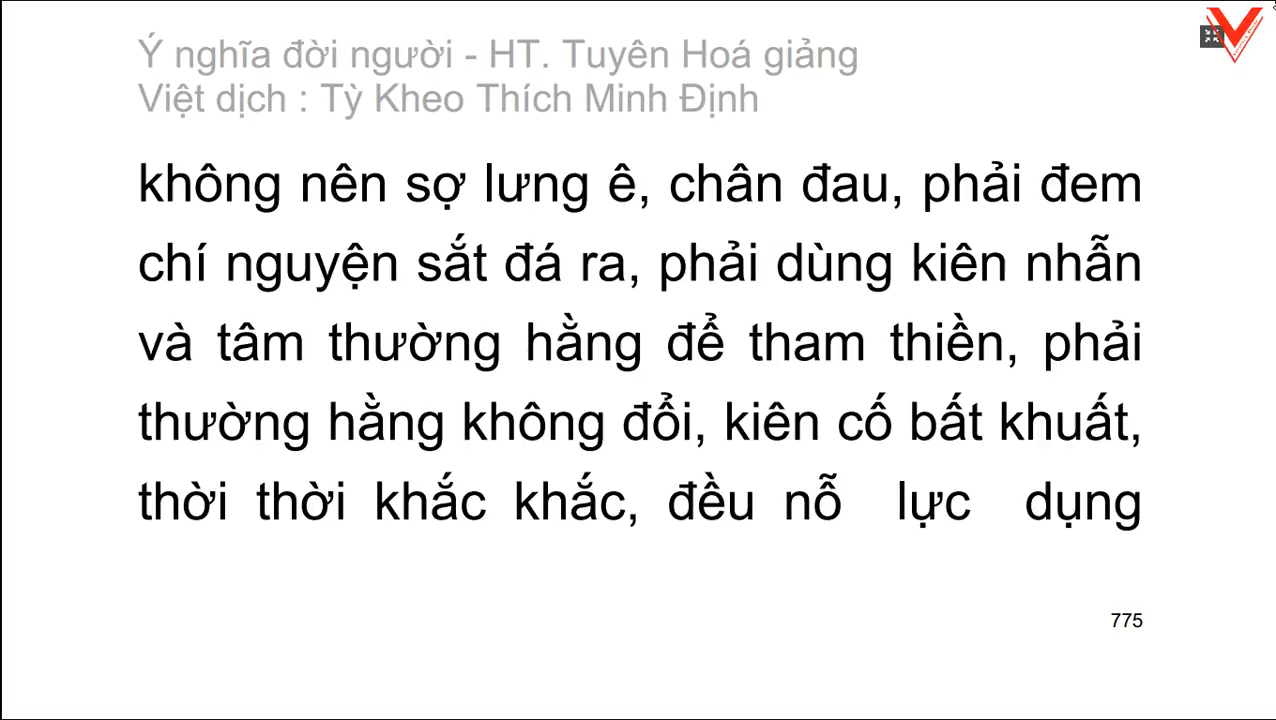 Ý nghĩa đời người - HT. Tuyên Hoá giảng
Việt dịch : Tỳ Kheo Thích Minh Định
không nên sợ lưng ê, chân đau, phải đem
chí nguyện sắt đá ra, phải dùng kiên nhẫn
và tâm thường hằng để tham thiền, phải
thường hằng không đổi, kiên cố bất khuất,
thời thời khắc khắc, đều nỗ lực dụng
775